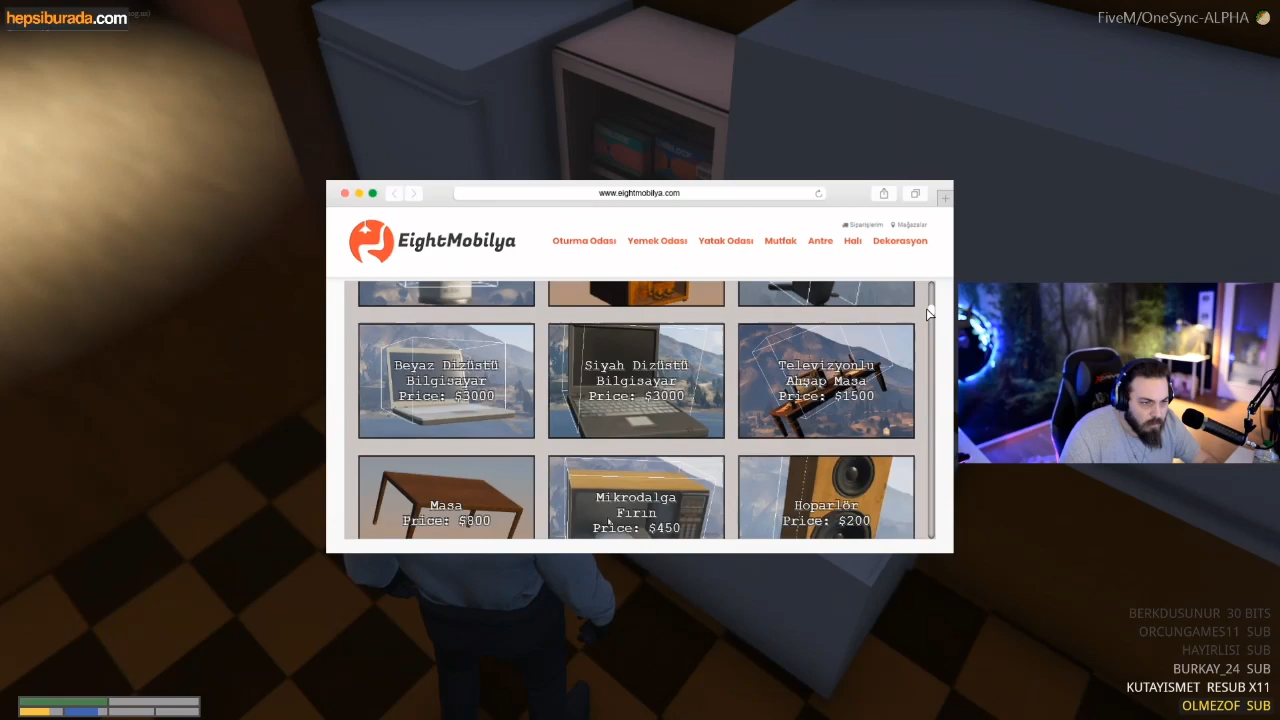 hepsiburada.com
FiveM/OneSync-ALPHA
www.eightmobilya.com
EightMobilya
Siparişlerim Mağazalar
Oturma Odası Yemek Odası Yatak Odası Mutfak Antre Halı Dekorasyon
Beyaz Dizüstü
Bilgisayar
Price: $3000
Siyah Dizüstü
Bilgisayar
Price: $3000
Televizyonlu
Ahşap Masa
Price: $1500
Masa
Price: $800
Mikrodalga
Fırın
Price: $450
Hoparlör
Price: $200
BERKDUSUNUR 30 BITS
ORCUNGAMES11 SUB
HAYIRLISI SUB
BURKAY_24 SUB
KUTAYISMET RESUB X11
OLMEZOF SUB